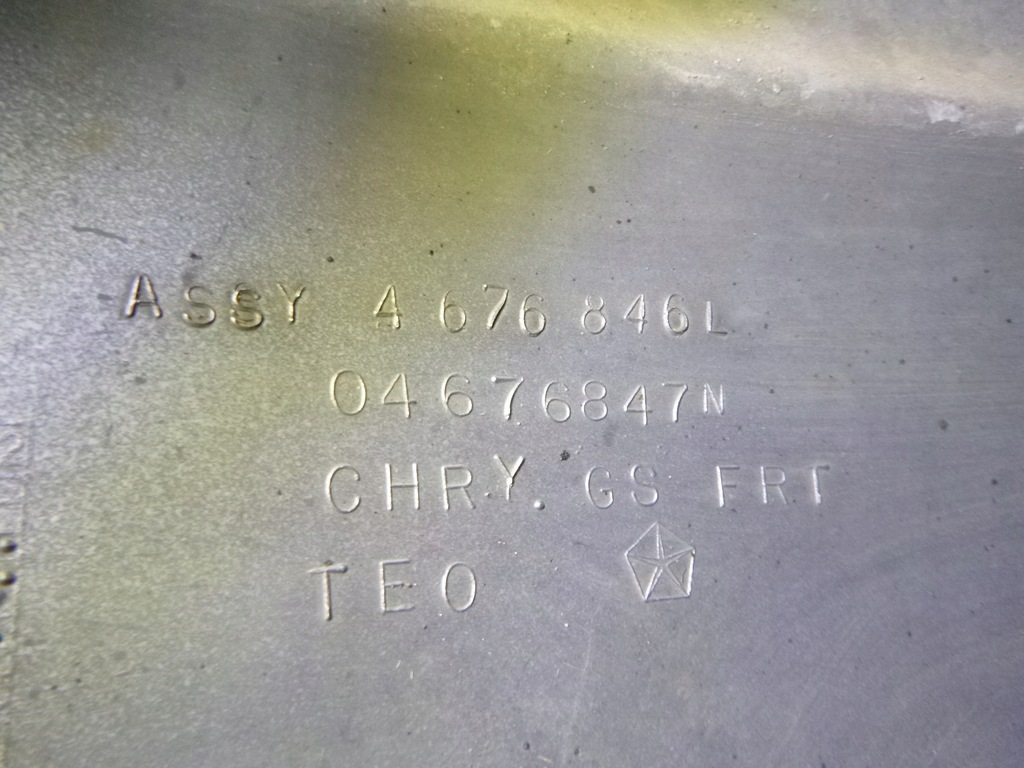 ASSY 4 676 846L
04676847N
CHRY. GS FRT
TEO